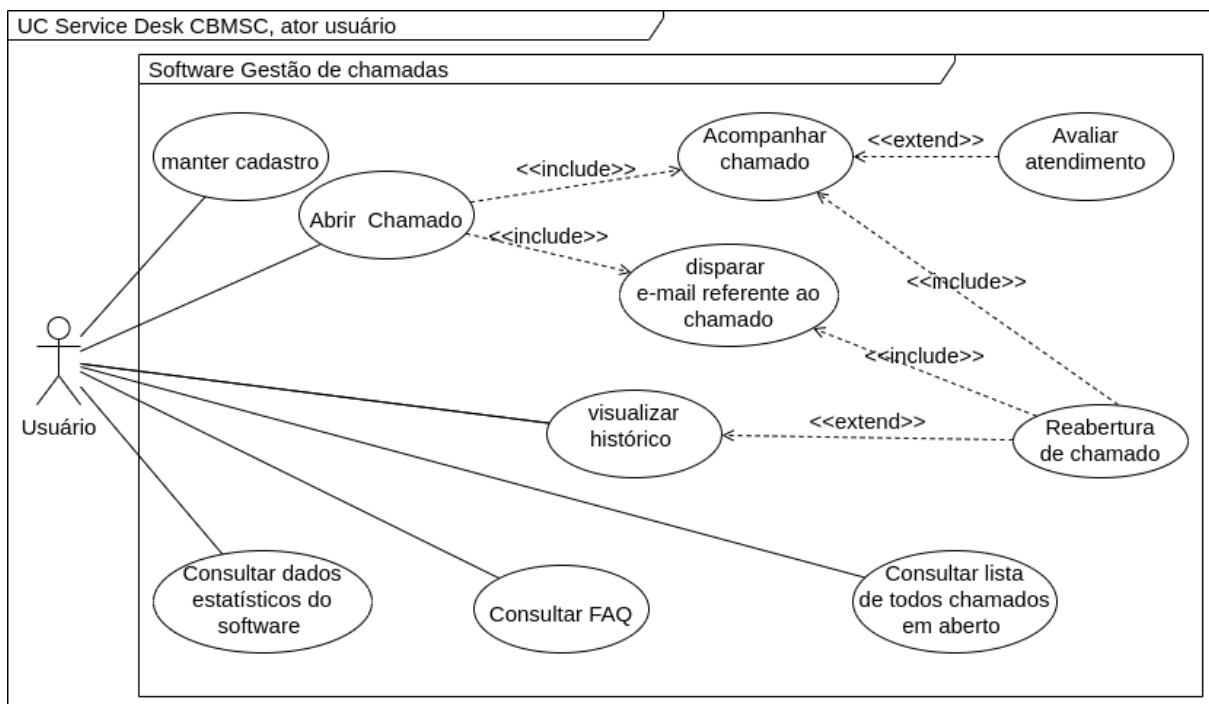 UC Service Desk CBMSC, ator usuário
Software Gestão de chamadas
manter cadastro
Abrir Chamado
<<include>>
<<include>>
Acompanhar
chamado
<<extend>>
Avaliar
atendimento
disparar
e-mail referente ao
chamado
<<include>>
<<include>>
Usuário
visualizar
histórico
<<extend>>
Reabertura
de chamado
Consultar dados
estatísticos do
software
Consultar FAQ
Consultar lista
de todos chamados
em aberto